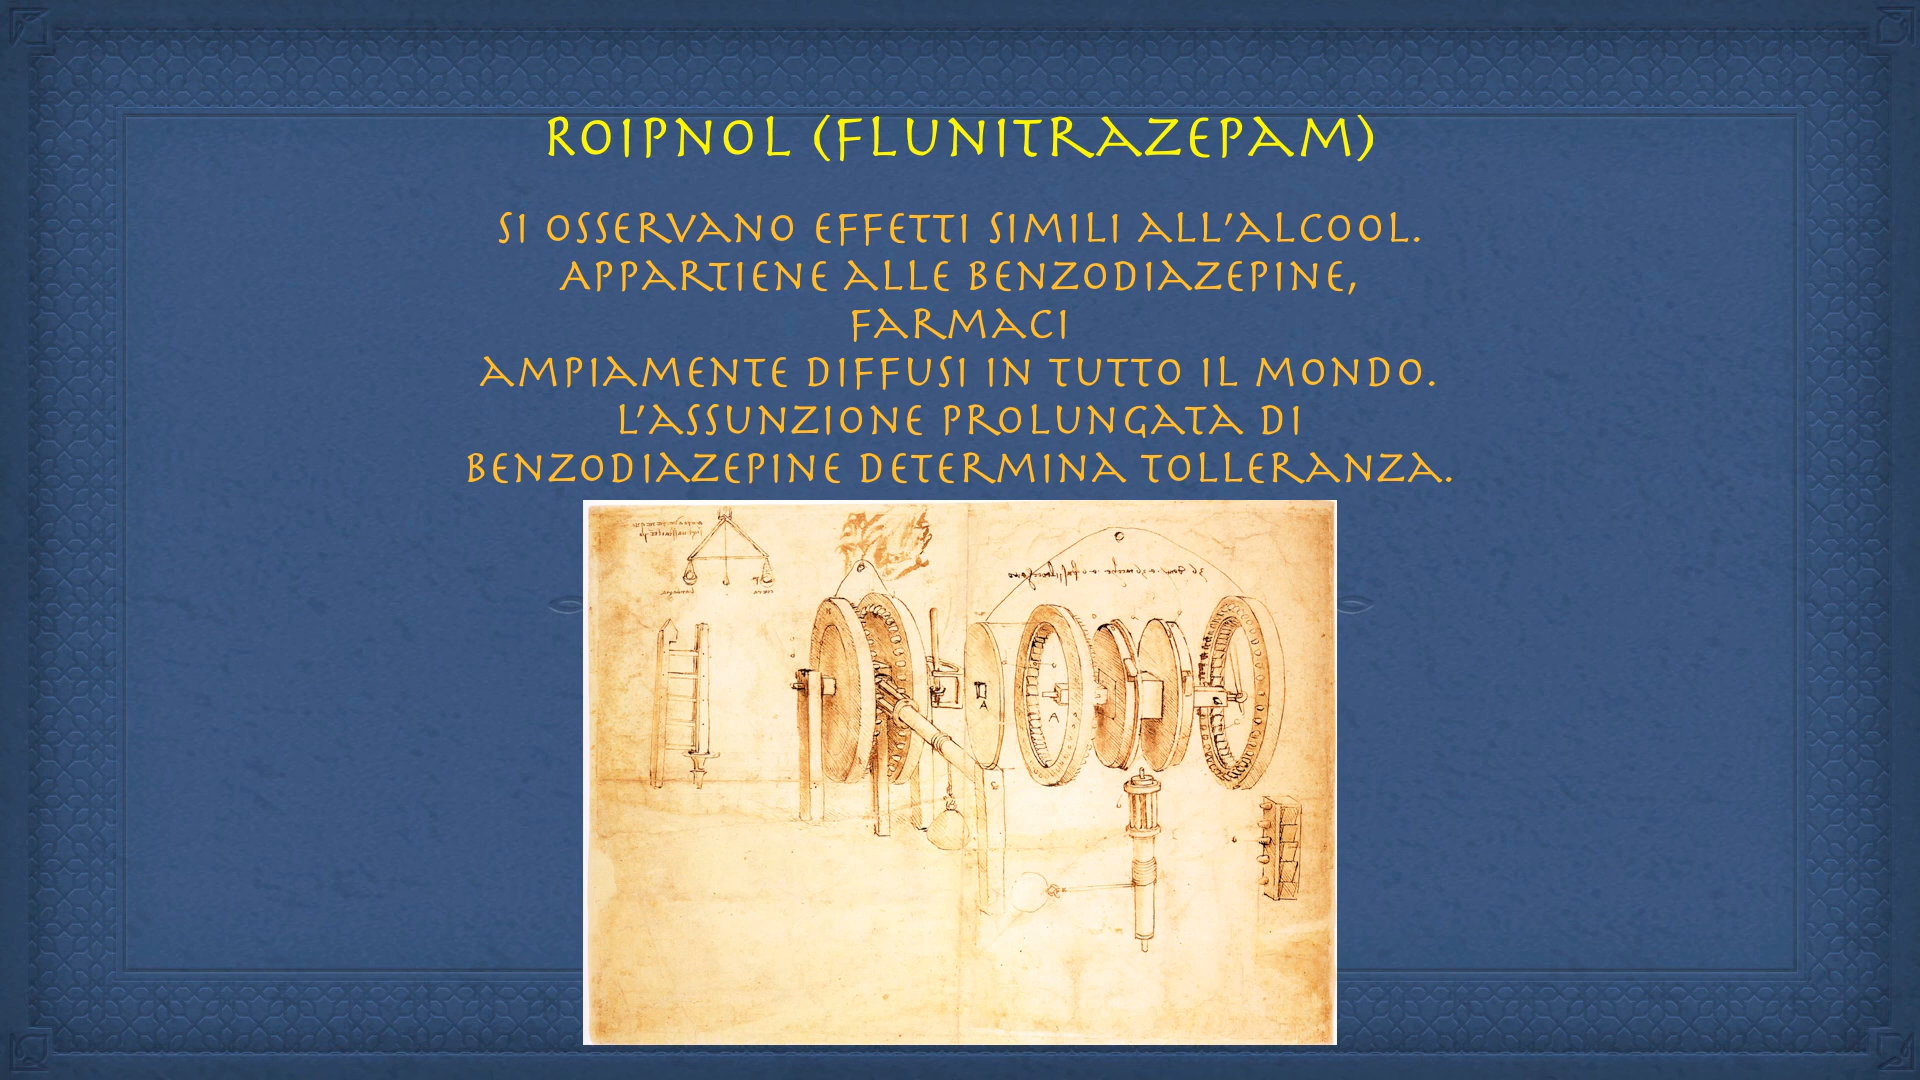 ROIPNOL (FLUNITRAZEPAM)
SI OSSERVANO EFFETTI SIMILI ALL'ALCOOL.
APPARTIENE ALLE BENZODIAZEPINE,
FARMACI
AMPIAMENTE DIFFUSI IN TUTTO IL MONDO.
L'ASSUNZIONE PROLUNGATA DI
BENZODIAZEPINE DETERMINA TOLLERANZA.
A
A